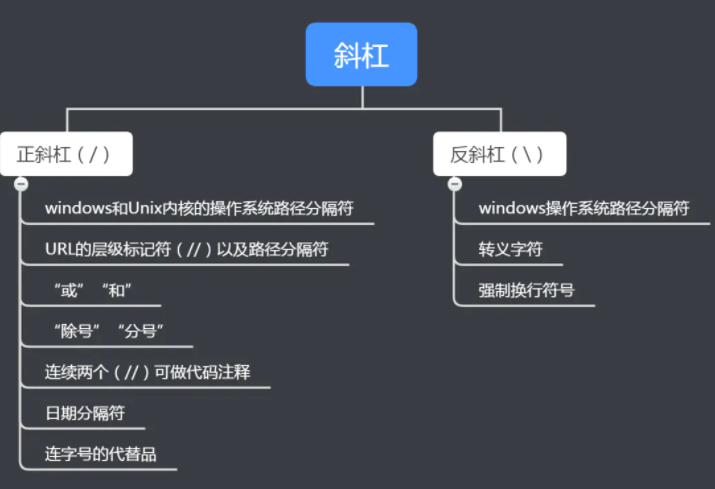 斜杠
正斜杠（/）
windows和Unix内核的操作系统路径分隔符
URL的层级标记符（//）以及路径分隔符
“或”“和”
“除号”“分号”
连续两个（//）可做代码注释
日期分隔符
连字号的代替品
反斜杠（\）
windows操作系统路径分隔符
转义字符
强制换行符号